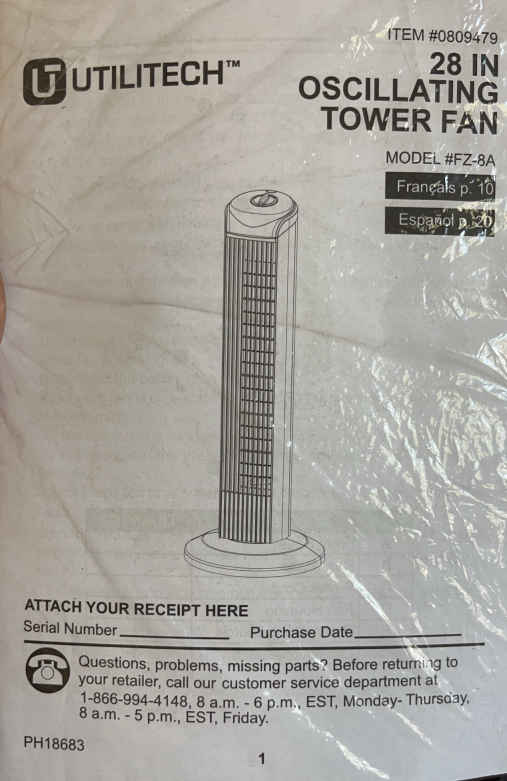 ITEM #0809479
UTILITECH™
28 IN
OSCILLATING
TOWER FAN
MODEL #FZ-8A
Français p. 10
Español p. 20
ATTACH YOUR RECEIPT HERE
Serial Number
Purchase Date
Questions, problems, missing parts? Before returning to
your retailer, call our customer service department at
1-866-994-4148, 8 a.m. - 6 p.m., EST, Monday- Thursday,
8 a.m. - 5 p.m., EST, Friday.
PH18683
1